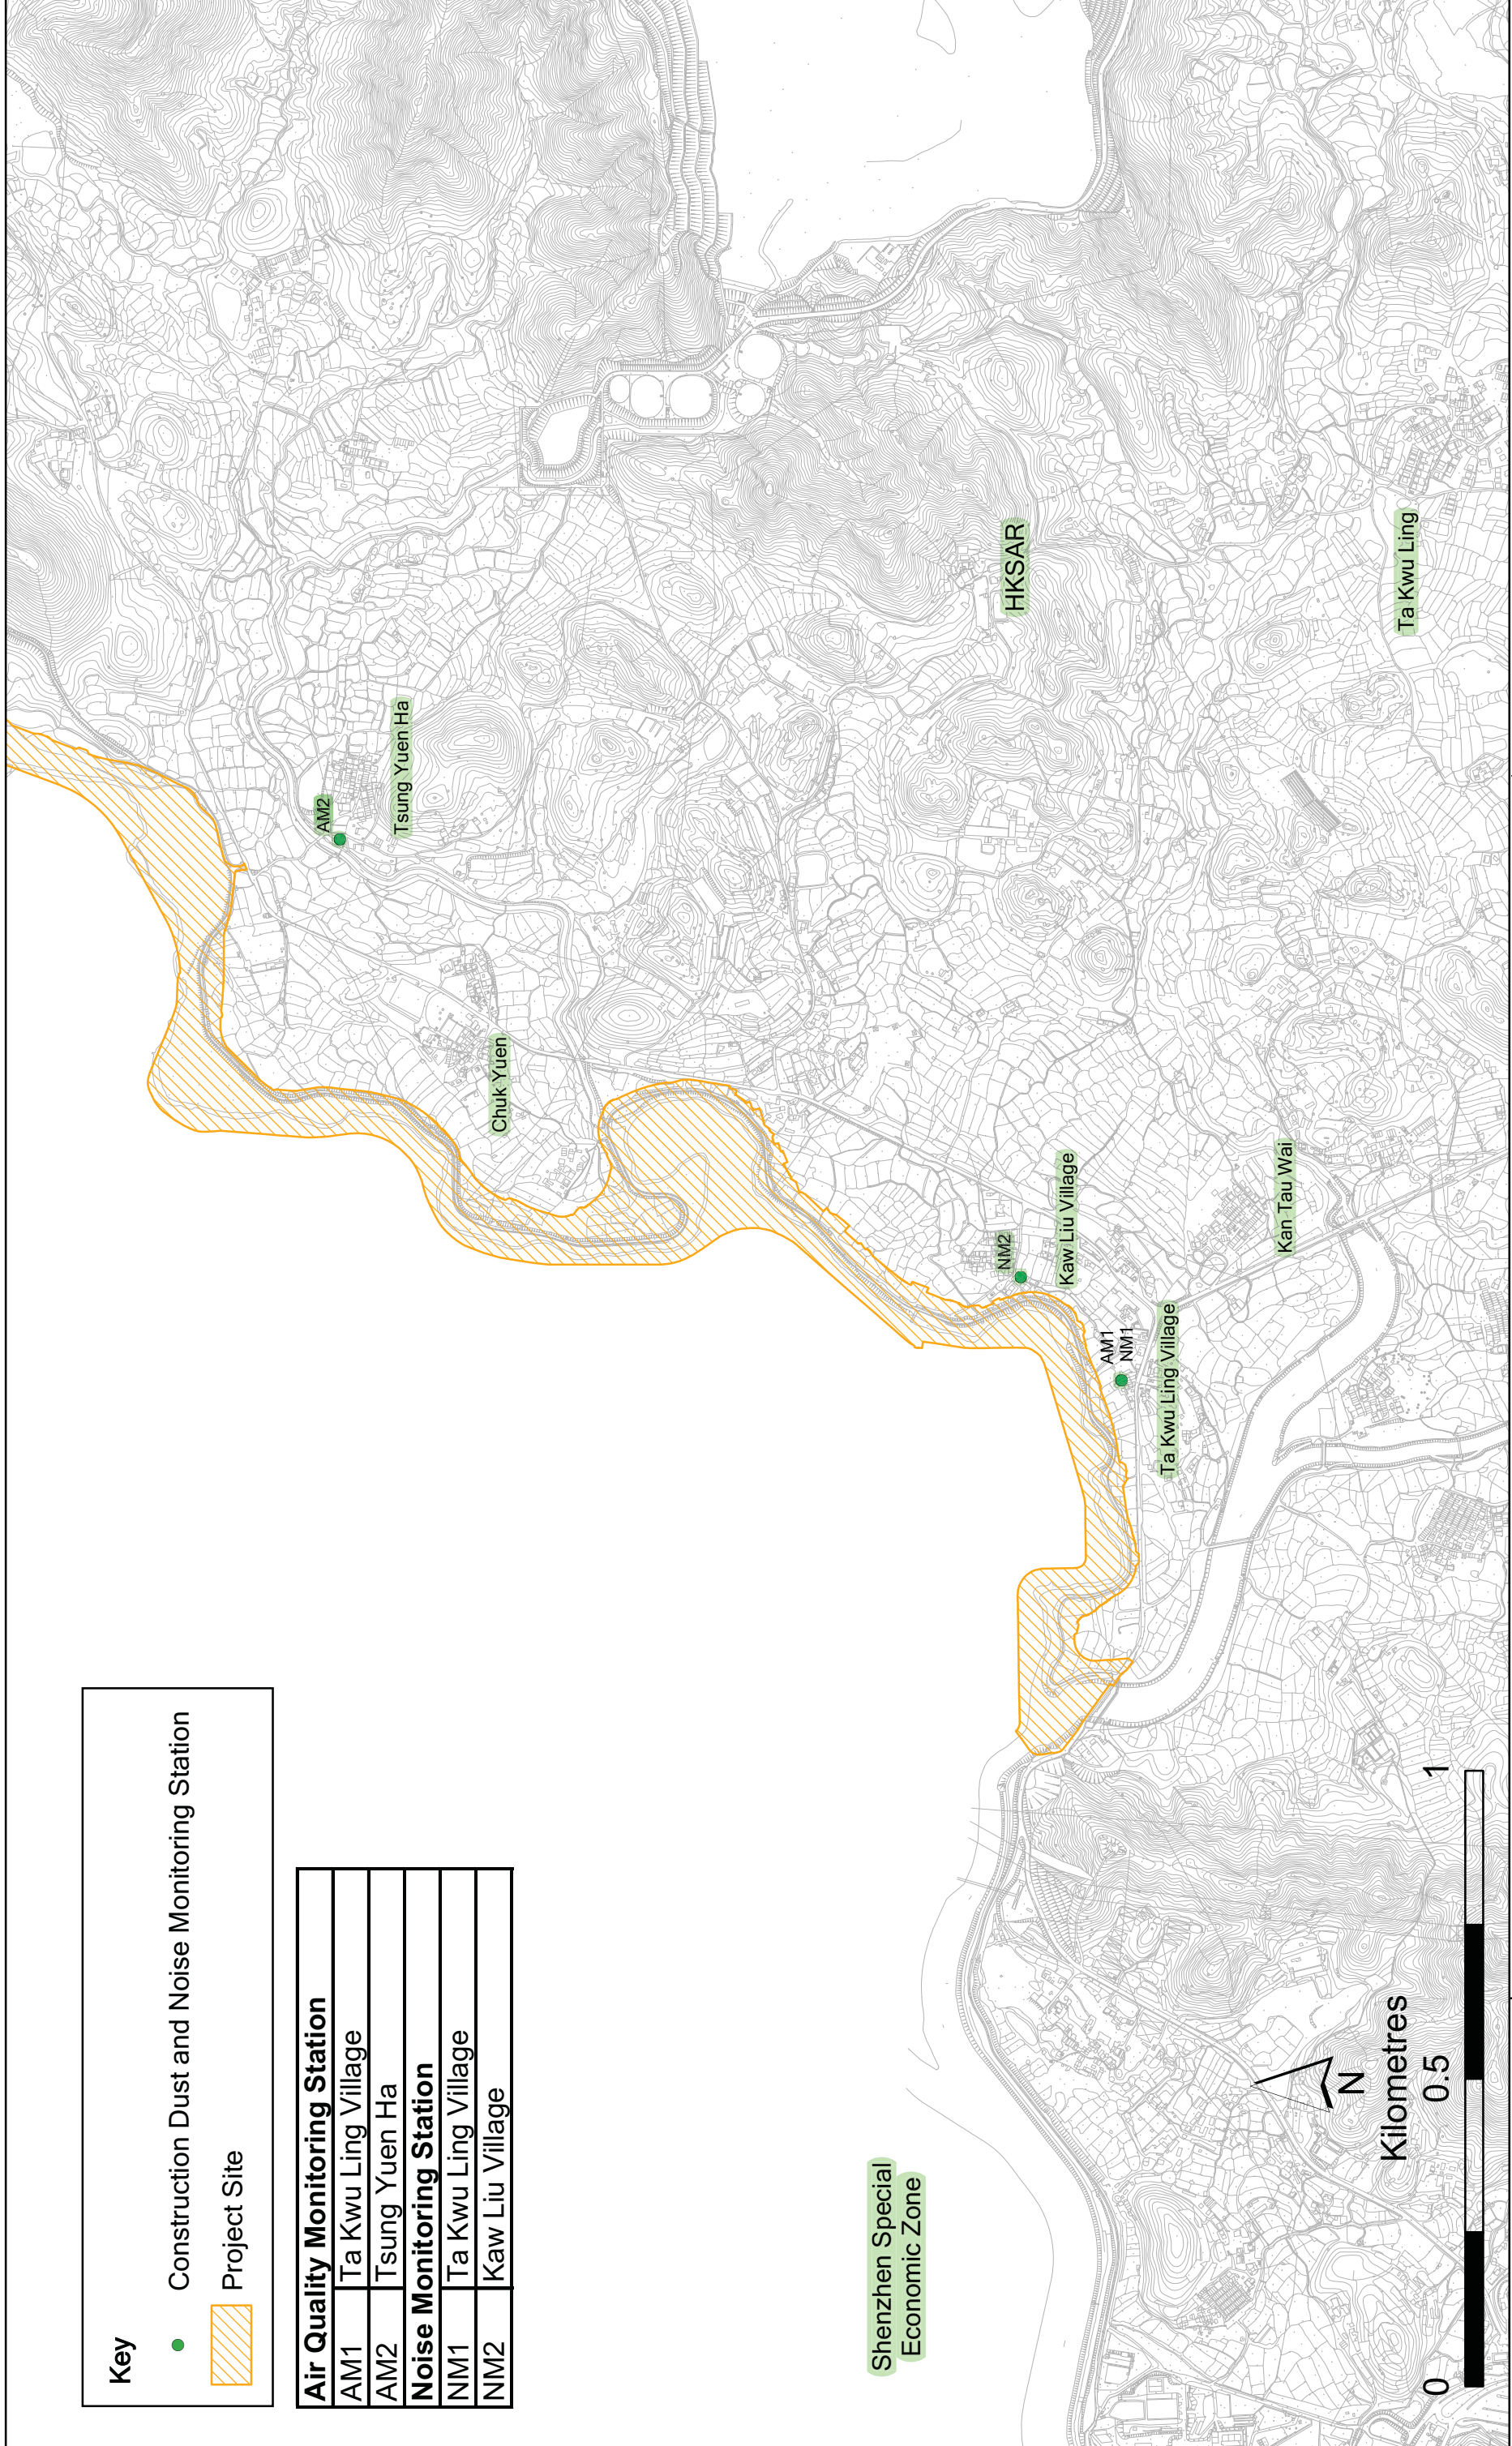 Key
Construction Dust and Noise Monitoring Station
Project Site
Air Quality Monitoring Station
AM1 Ta Kwu Ling Village
AM2 Tsung Yuen Ha
Noise Monitoring Station
NM1 Ta Kwu Ling Village
NM2 Kaw Liu Village
AM2
Tsung Yuen Ha
Chuk Yuen
Shenzhen Special
Economic Zone
NM2
HKSAR
Kaw Liu Village
AM1
NM1
Ta Kwu Ling Village
Kan Tau Wai
Ta Kwu Ling
N
Kilometres
0 0.5 1